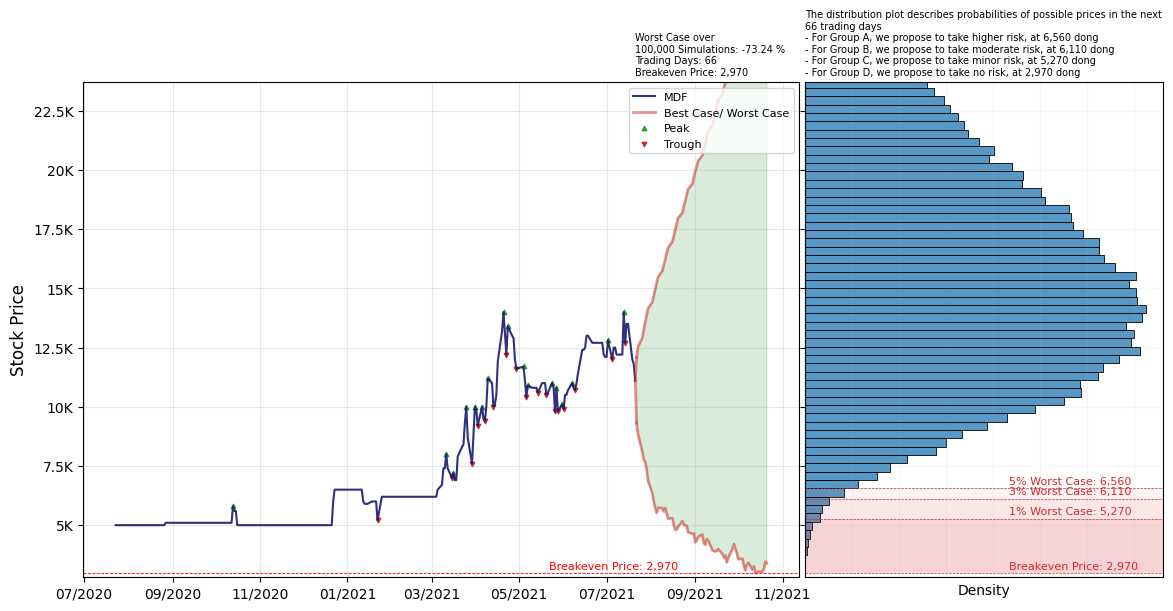 The distribution plot describes probabilities of possible prices in the next
66 trading days
- For Group A, we propose to take higher risk, at 6,560 dong
- For Group B, we propose to take moderate risk, at 6,110 dong
- For Group C, we propose to take minor risk, at 5,270 dong
- For Group D, we propose to take no risk, at 2,970 dong
Worst Case over
100,000 Simulations: -73.24 %
Trading Days: 66
Breakeven Price: 2,970
MDF
Best Case/ Worst Case
Peak
Trough
Stock Price
22.5K
20K
17.5K
15K
12.5K
10K
7.5K
5K
Breakeven Price: 2,970
07/2020
09/2020
11/2020
01/2021
03/2021
05/2021
07/2021
09/2021
11/2021
5% Worst Case: 6,560
3% Worst Case: 6,110
1% Worst Case: 5,270
Breakeven Price: 2,970
Density